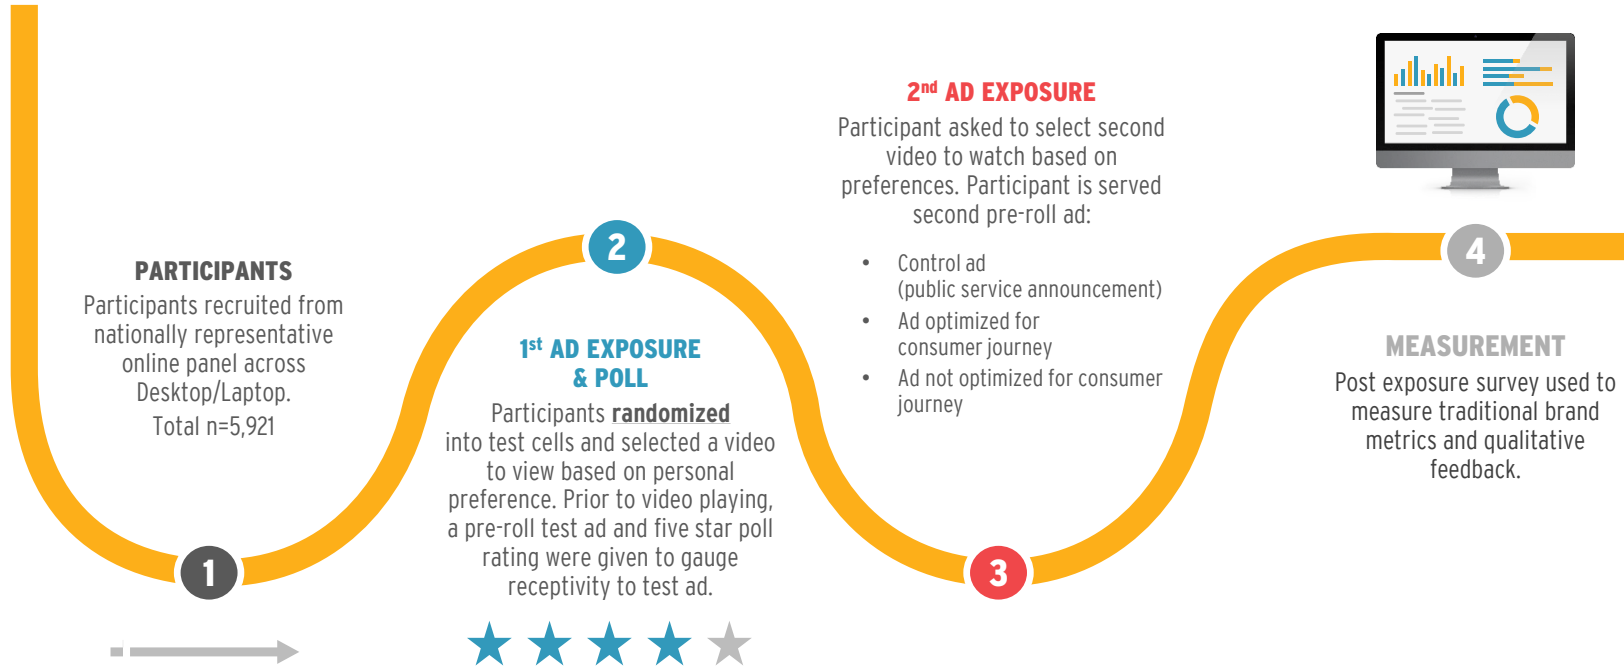 PARTICIPANTS
Participants recruited from
nationally representative
online panel across
Desktop/Laptop.
Total n=5,921
1
2
1st AD EXPOSURE
& POLL
Participants randomized
into test cells and selected a video
to view based on personal
preference. Prior to video playing,
a pre-roll test ad and five star poll
rating were given to gauge
receptivity to test ad.
2nd AD EXPOSURE
Participant asked to select second
video to watch based on
preferences. Participant is served
second pre-roll ad:
• Control ad
(public service announcement)
• Ad optimized for
consumer journey
• Ad not optimized for consumer
journey
3
4
MEASUREMENT
Post exposure survey used to
measure traditional brand
metrics and qualitative
feedback.